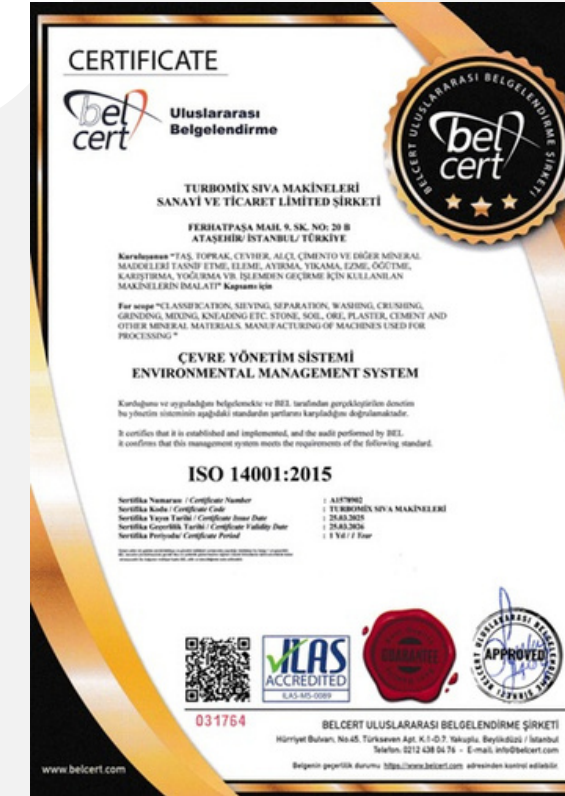 CERTIFICATE
bel
cert
Uluslararası
Belgelendirme
BELCERT ULUSLARARASI BELGELENDİRME ŞİRKETİ
bel
cert
TURBOMİX SIVA MAKİNELERİ
SANAYİ VE TİCARET LİMİTED ŞİRKETİ
FERHATPAŞA MAH. 9. SK. NO: 20 B
ATAŞEHİR/ İSTANBUL/ TÜRKİYE
Kuruluşunun “TAŞ, TOPRAK, CEVHER, ALÇI, ÇİMENTO VE DİĞER MİNERAL
MADDELERİ TASNİF ETME, ELEME, AYIRMA, YIKAMA, EZME, ÖĞÜTME,
KARIŞTIRMA, YOĞURMA VB. İŞLEMDEN GEÇİRME İÇİN KULLANILAN
MAKİNELERİN İMALATI” Kapsamı için
For scope “CLASSIFICATION, SIEVING, SEPARATION, WASHING, CRUSHING,
GRINDING, MIXING, KNEADING ETC. STONE, SOIL, ORE, PLASTER, CEMENT AND
OTHER MINERAL MATERIALS. MANUFACTURING OF MACHINES USED FOR
PROCESSING ”
ÇEVRE YÖNETİM SİSTEMİ
ENVIRONMENTAL MANAGEMENT SYSTEM
Kurduğunu ve uyguladığını belgelemekte ve BEL tarafından gerçekleştirilen denetim
bu yönetim sisteminin aşağıdaki standardın şartlarını karşıladığını doğrulamaktadır.
It certifies that it is established and implemented, and the audit performed by BEL
it confirms that this management system meets the requirements of the following standard.
ISO 14001:2015
Sertifika Numarası / Certificate Number : A1578902
Sertifika Kodu / Certificate Code : TURBOMİX SIVA MAKİNELERİ
Sertifika Yayın Tarihi / Certificate Issue Date : 25.03.2025
Sertifika Geçerlilik Tarihi / Certificate Validity Date : 25.03.2026
Sertifika Periyodu/ Certificate Period : 1 Yıl / 1 Year
ILAS
ACCREDITED
ILAS-MS-0089
GUARANTEE
APPROVED
031764
BELCERT ULUSLARARASI BELGELENDİRME ŞİRKETİ
Hürriyet Bulvarı, No.45, Türkseven Apt. K.1-D.7. Yakuplu, Beylikdüzü / İstanbul
Telefon: 0212 438 04 76 - E-mail: info@belcert.com
www.belcert.com
Belgenin geçerlilik durumu https://www.belcert.com adresinden kontrol edilebilir.